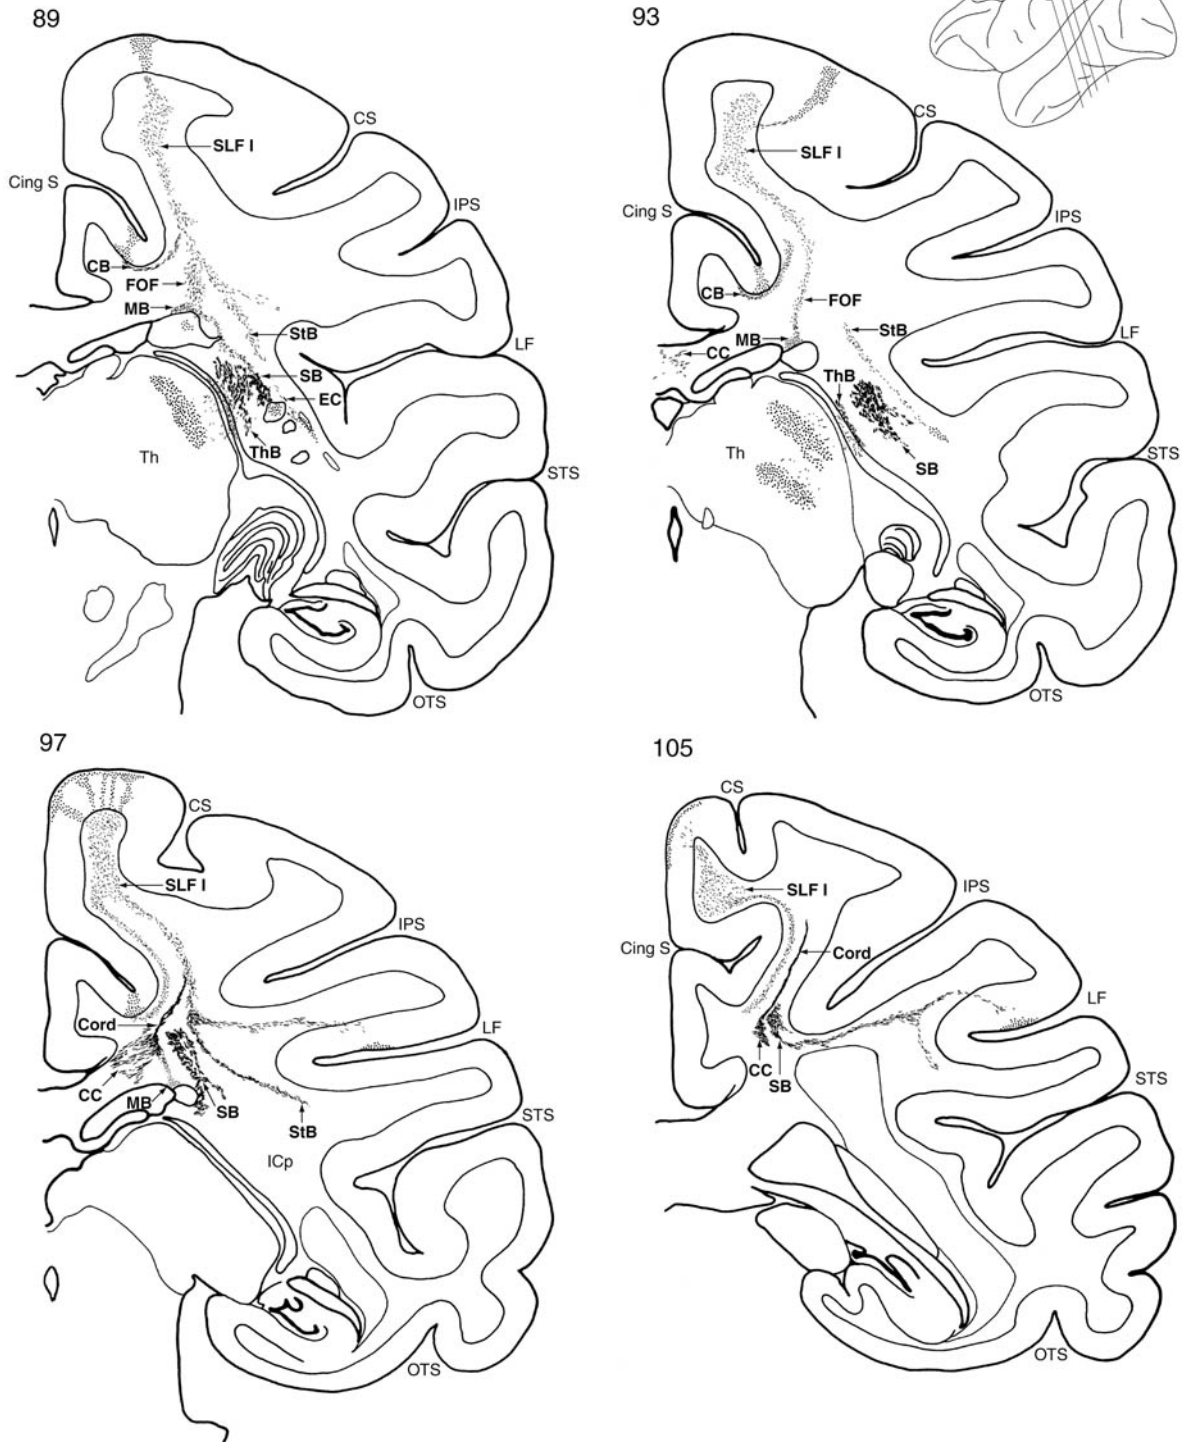 89
CS
SLF I
Cing S
IPS
CB
FOF
MB
StB
LF
SB
EC
Th
ThB
STS
OTS
93
CS
SLF I
Cing S
IPS
CB
FOF
StB
LF
MB
CC
ThB
Th
SB
STS
OTS
97
CS
SLF I
IPS
Cord
LF
CC
MB
SB
StB
STS
ICp
OTS
105
CS
SLF I
IPS
Cing S
Cord
LF
CC
SB
STS
OTS